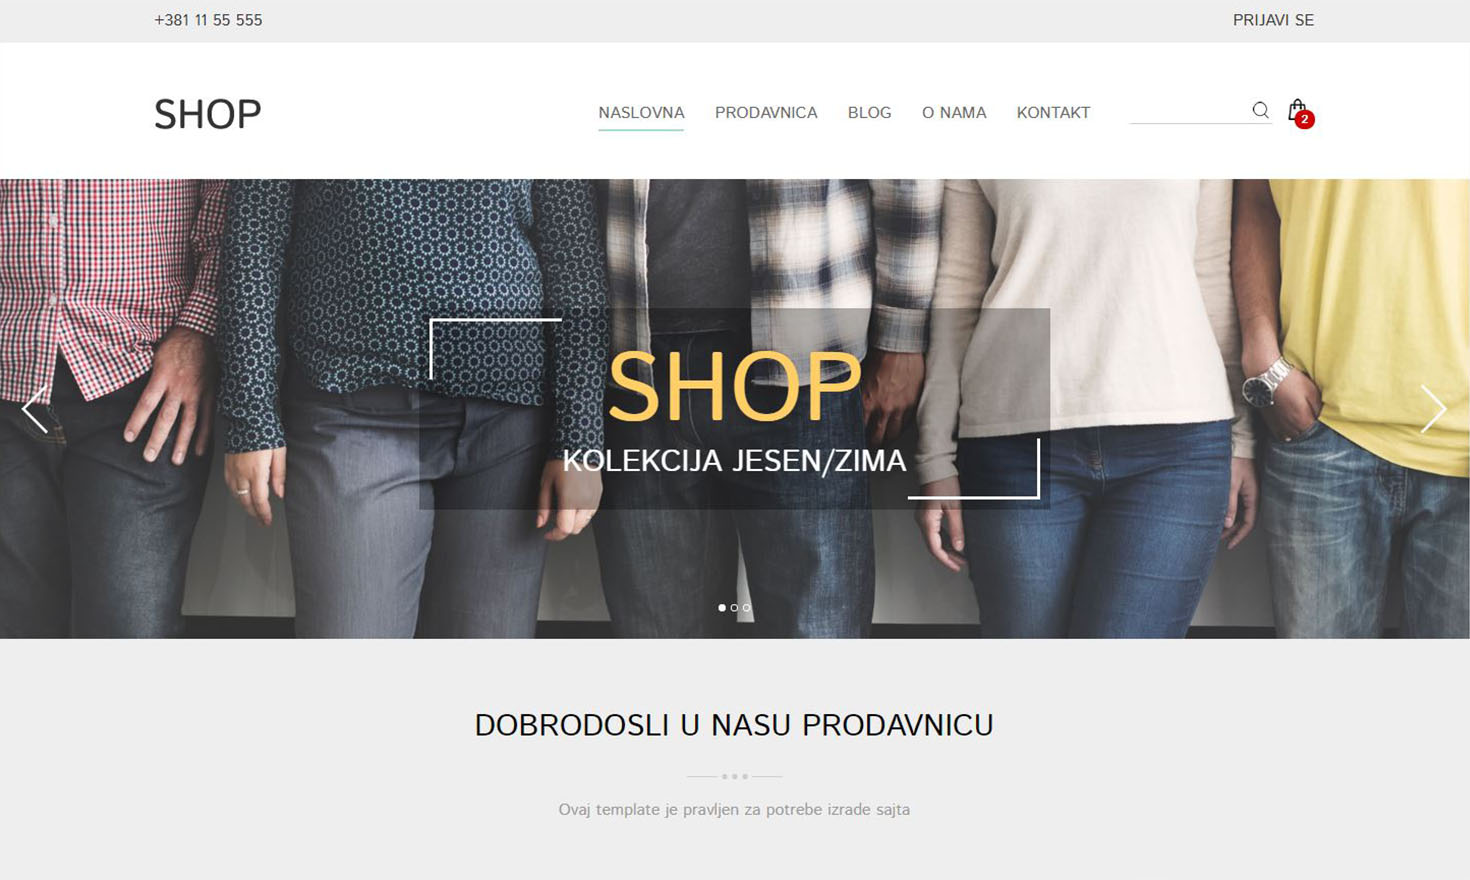 +381 11 55 555
PRIJAVI SE
SHOP
NASLOVNA
PRODAVNICA
BLOG
O NAMA
KONTAKT
2
SHOP
KOLEKCIJA JESEN/ZIMA
DOBRODOSLI U NASU PRODAVNICU
Ovaj template je pravljen za potrebe izrade sajta